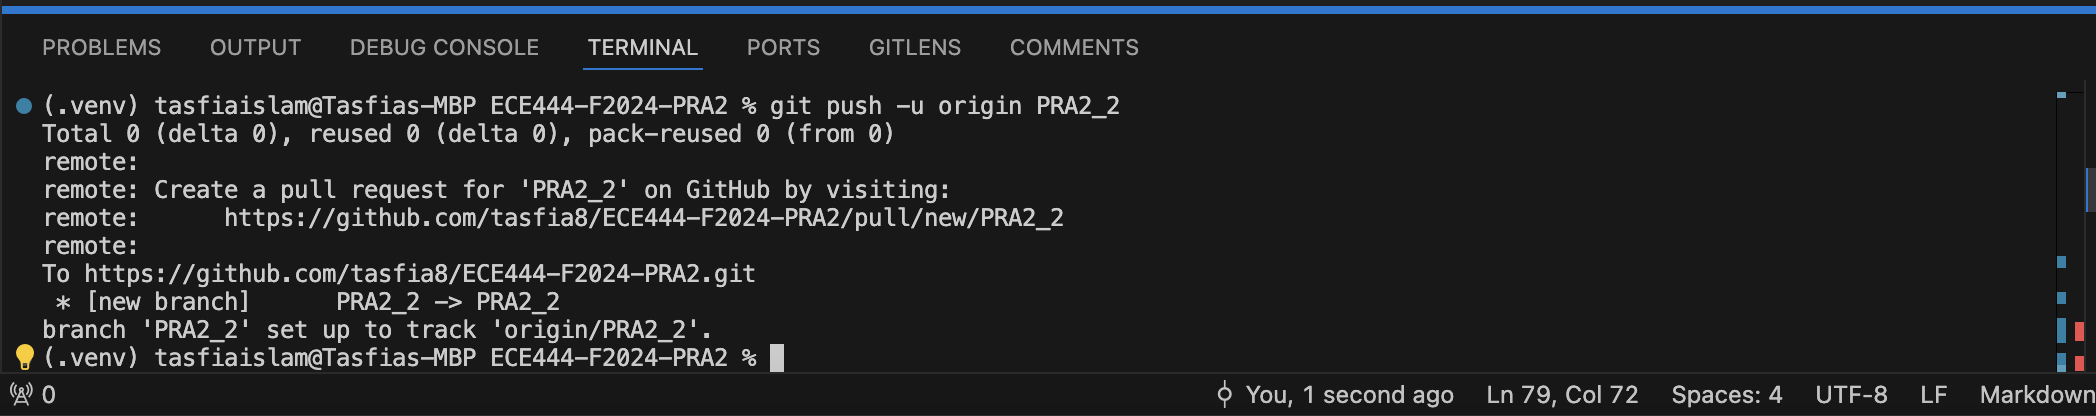 PROBLEMS OUTPUT DEBUG CONSOLE TERMINAL PORTS GITLENS COMMENTS
(.venv) tasfiaislam@Tasfias-MBP ECE444-F2024-PRA2 % git push -u origin PRA2_2
Total 0 (delta 0), reused 0 (delta 0), pack-reused 0 (from 0)
remote:
remote: Create a pull request for 'PRA2_2' on GitHub by visiting:
remote:      https://github.com/tasfia8/ECE444-F2024-PRA2/pull/new/PRA2_2
remote:
To https://github.com/tasfia8/ECE444-F2024-PRA2.git
 * [new branch]      PRA2_2 -> PRA2_2
branch 'PRA2_2' set up to track 'origin/PRA2_2'.
(.venv) tasfiaislam@Tasfias-MBP ECE444-F2024-PRA2 %
0 You, 1 second ago Ln 79, Col 72 Spaces: 4 UTF-8 LF Markdown